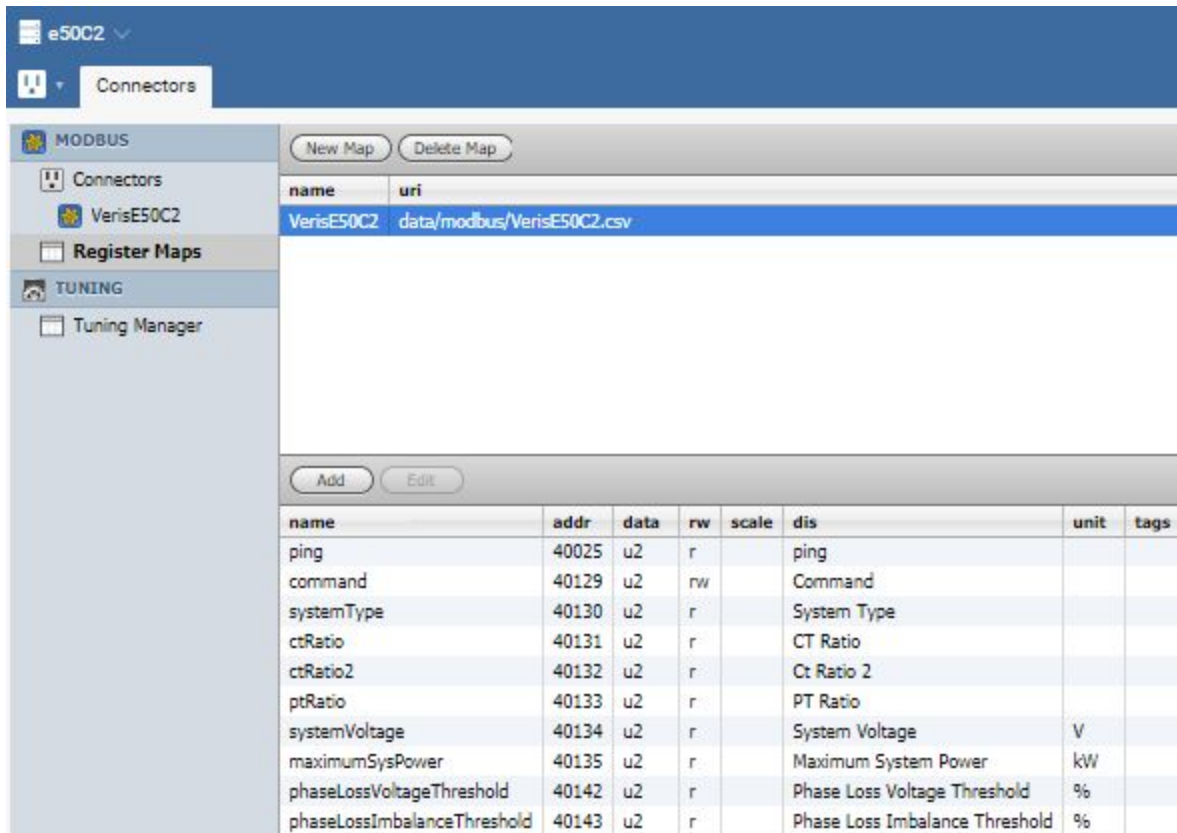 e50C2
Connectors
MODBUS
Connectors
VerisE50C2
Register Maps
TUNING
Tuning Manager
New Map Delete Map
name uri
VerisE50C2 data/modbus/VerisE50C2.csv
Add Edit
name addr data rw scale dis unit tags
ping 40025 u2 r ping
command 40129 u2 rw Command
systemType 40130 u2 r System Type
ctRatio 40131 u2 r CT Ratio
ctRatio2 40132 u2 r Ct Ratio 2
ptRatio 40133 u2 r PT Ratio
systemVoltage 40134 u2 r System Voltage V
maximumSysPower 40135 u2 r Maximum System Power kW
phaseLossVoltageThreshold 40142 u2 r Phase Loss Voltage Threshold %
phaseLossImbalanceThreshold 40143 u2 r Phase Loss Imbalance Threshold %